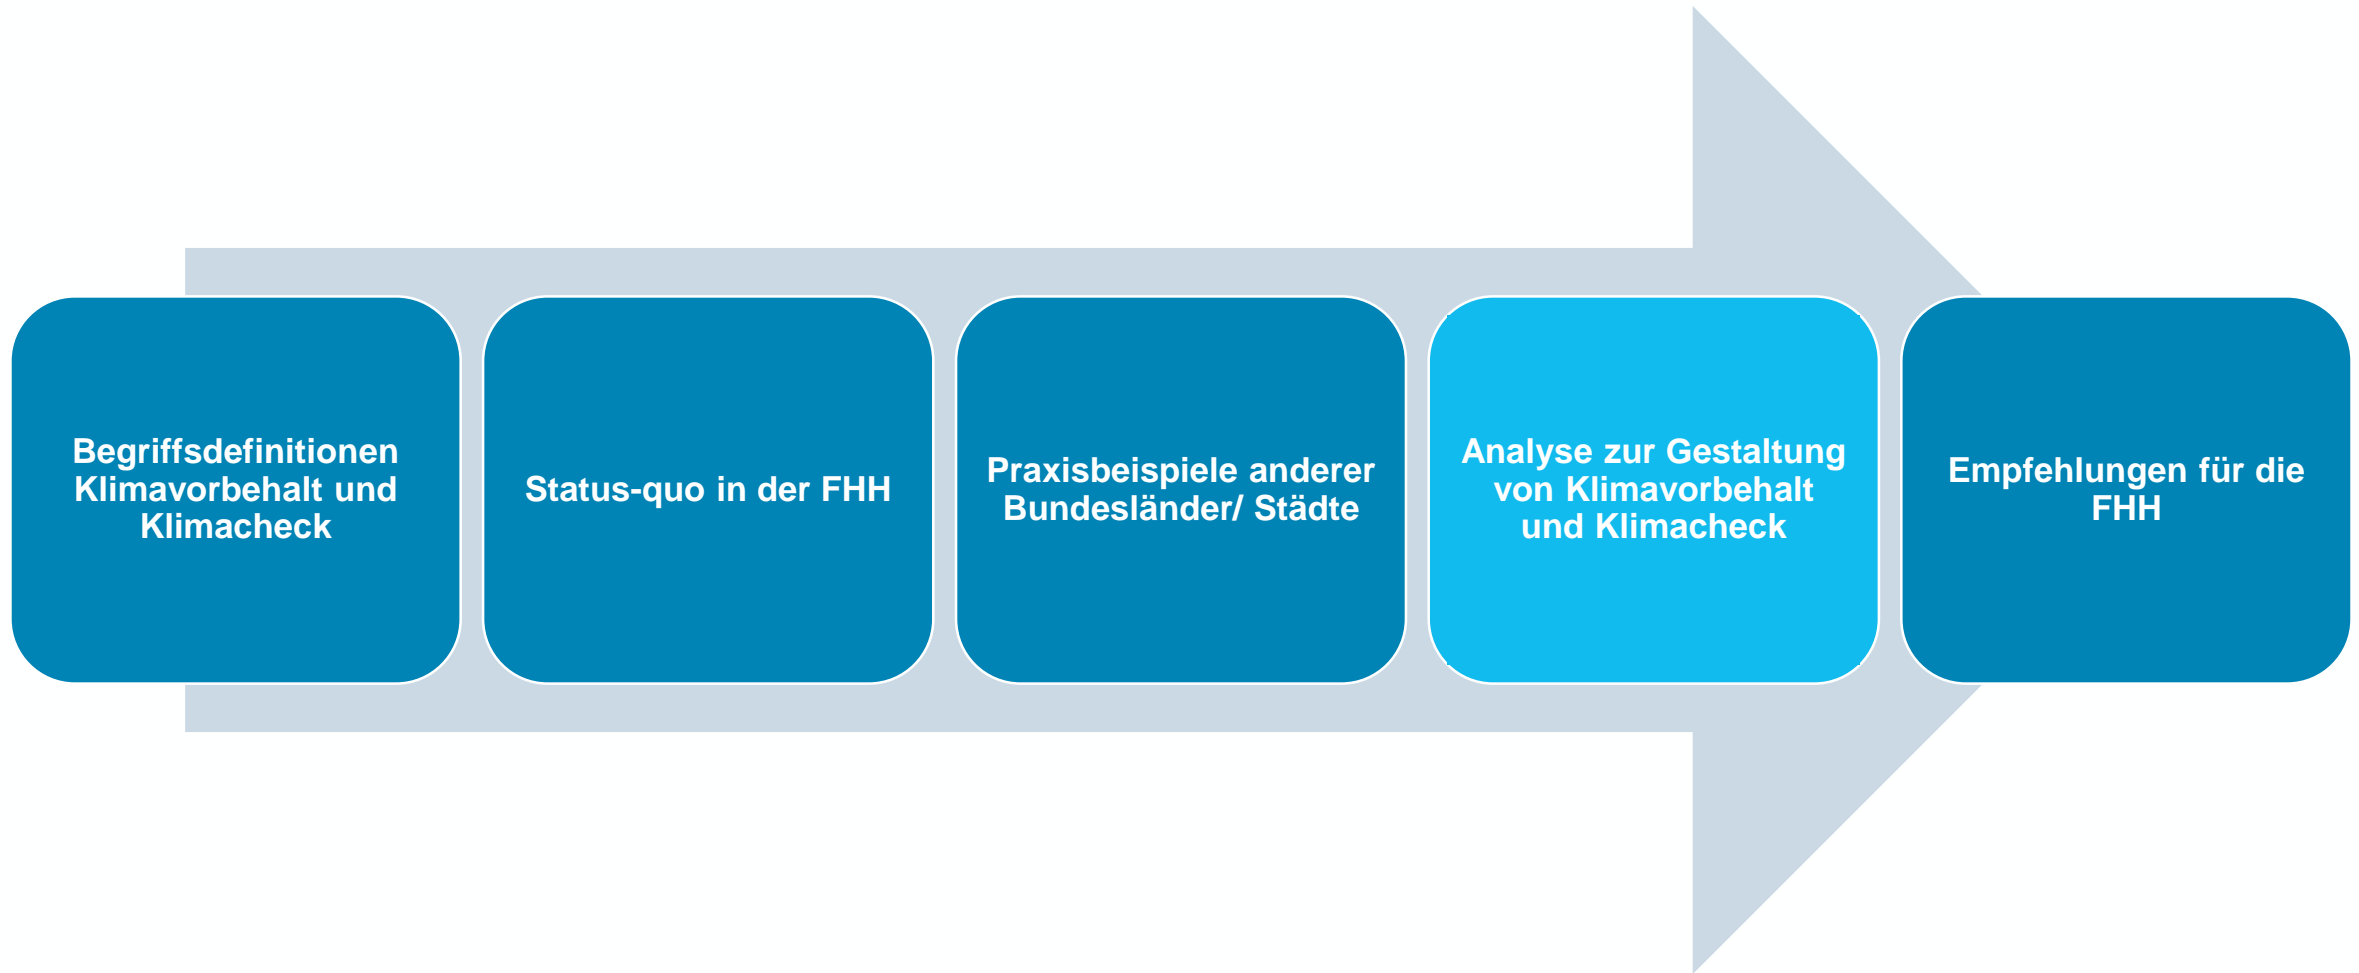 Begriffsdefinitionen
Klimavorbehalt und
Klimacheck
Status-quo in der FHH
Praxisbeispiele anderer
Bundesländer/ Städte
Analyse zur Gestaltung
von Klimavorbehalt
und Klimacheck
Empfehlungen für die
FHH